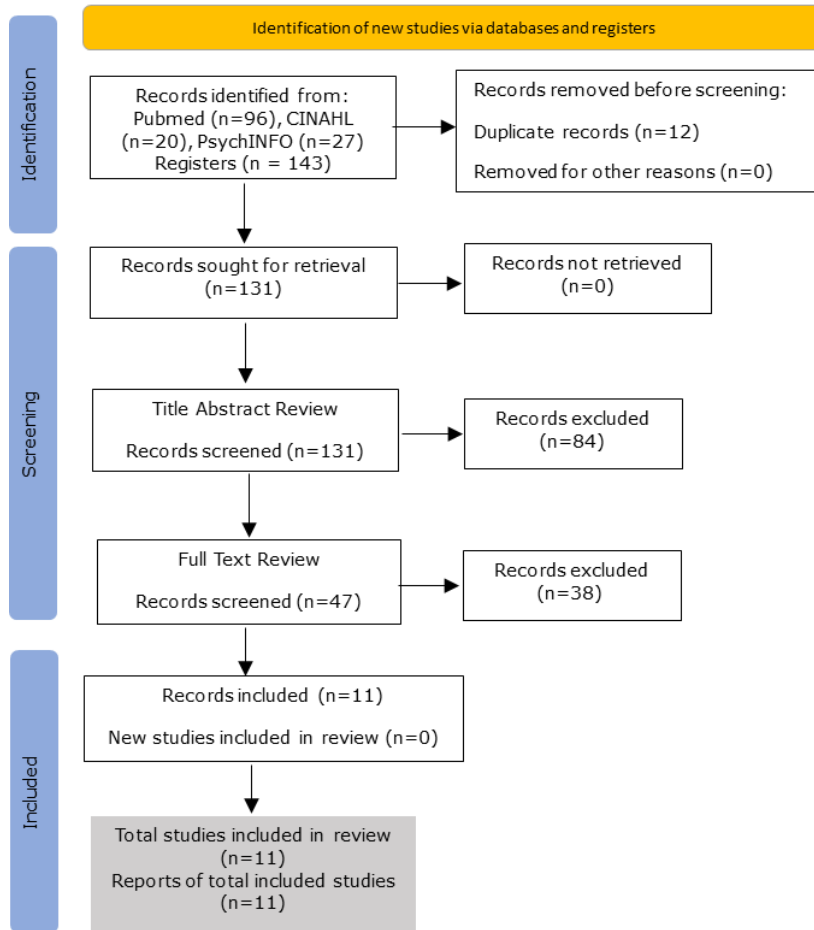 Identification of new studies via databases and registers
Identification
Records identified from:
Pubmed (n=96), CINAHL
(n=20), PsychINFO (n=27)
Registers (n = 143)
Records removed before screening:
Duplicate records (n=12)
Removed for other reasons (n=0)
Screening
Records sought for retrieval
(n=131)
Records not retrieved
(n=0)
Title Abstract Review
Records screened (n=131)
Records excluded
(n=84)
Full Text Review
Records screened (n=47)
Records excluded
(n=38)
Included
Records included (n=11)
New studies included in review (n=0)
Total studies included in review
(n=11)
Reports of total included studies
(n=11)